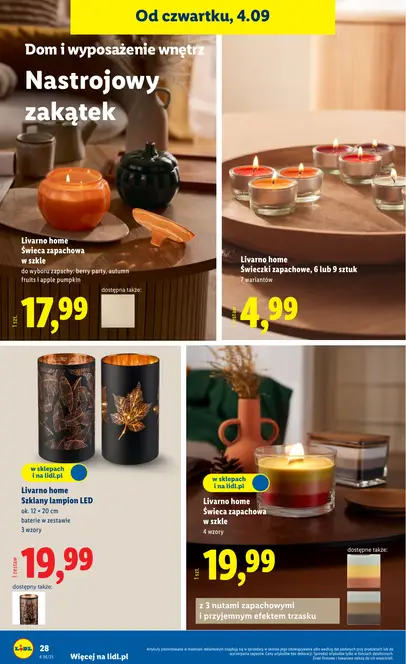 Od czwartku, 4.09
Dom i wyposażenie wnętrz
Nastrojowy
zakątek
Livarno home
Świeca zapachowa
w szkle
do wyboru zapachy: berry party, autumn
fruits i apple pumpkin
dostępna także:
1 szt.
17,99
Livarno home
Świeczki zapachowe, 6 lub 9 sztuk
7 wariantów
4,99
w sklepach
i na lidl.pl
Livarno home
Szklany lampion LED
ok. 12 × 20 cm
baterie w zestawie
3 wzory
1 zestaw
19,99
dostępny także:
w sklepach
i na lidl.pl
Livarno home
Świeca zapachowa
w szkle
4 wzory
1 szt.
19,99
dostępne także:
z 3 nutami zapachowymi
i przyjemnym efektem trzasku
LIDL
28
Więcej na lidl.pl